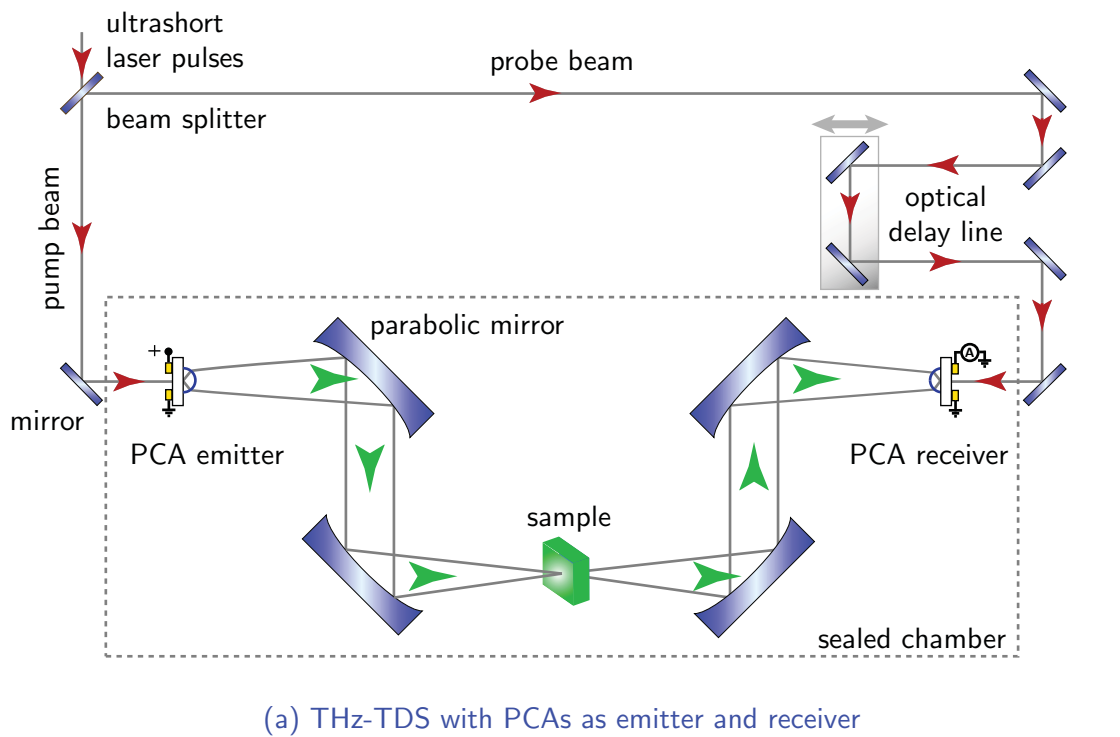 ultrashort
laser pulses
probe beam
beam splitter
pump beam
optical
delay line
parabolic mirror
+
A
mirror
PCA emitter
PCA receiver
sample
sealed chamber
(a) THz-TDS with PCAs as emitter and receiver